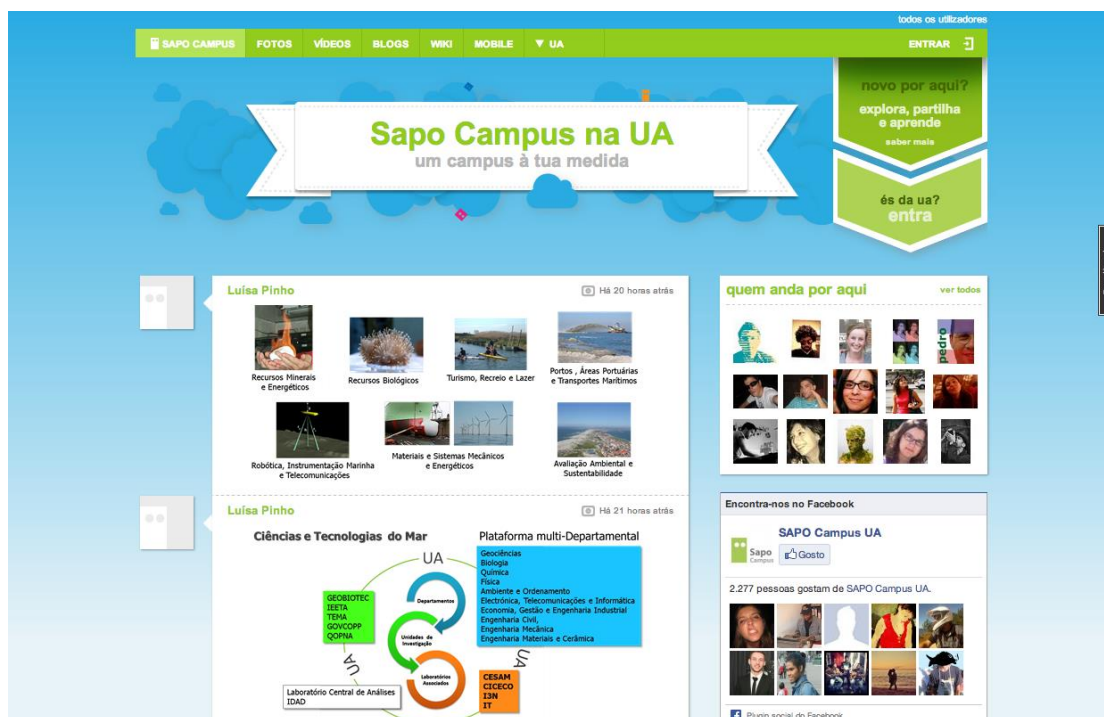 todos os utilizadores
SAPO CAMPUS FOTOS VÍDEOS BLOGS WIKI MOBILE ▼ UA ENTRAR
novo por aqui?
explora, partilha
e aprende
saber mais
Sapo Campus na UA
um campus à tua medida
és da ua?
entra
Luísa Pinho Há 20 horas atrás
Recursos Minerais
e Energéticos
Recursos Biológicos
Turismo, Recreio e Lazer
Portos , Áreas Portuárias
e Transportes Marítimos
Robótica, Instrumentação Marinha
e Telecomunicações
Materiais e Sistemas Mecânicos
e Energéticos
Avaliação Ambiental e
Sustentabilidade
Luísa Pinho Há 21 horas atrás
Ciências e Tecnologias do Mar
Plataforma multi-Departamental
UA
Geociências
Biologia
Química
Física
Ambiente e Ordenamento
Electrónica, Telecomunicações e Informática
Economia, Gestão e Engenharia Industrial
Engenharia Civil,
Engenharia Mecânica
Engenharia Materiais e Cerâmica
GEOBIOTEC
IEETA
TEMA
GOVCOPP
QOPNA
Departamentos
Unidades de
Investigação
Laboratórios
Associados
UA
UA
CESAM
CICECO
I3N
IT
Laboratório Central de Análises
IDAD
quem anda por aqui ver todos
pedro
Encontra-nos no Facebook
SAPO Campus UA
Sapo
Campus
Gosto
2.277 pessoas gostam de SAPO Campus UA.
Plugin social do Facebook